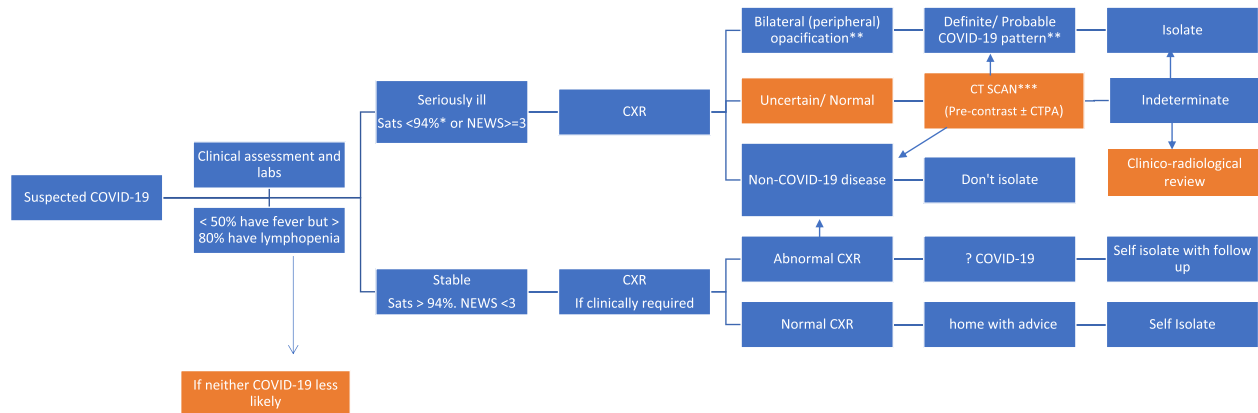 Suspected COVID-19
Clinical assessment and
labs
< 50% have fever but >
80% have lymphopenia
If neither COVID-19 less
likely
Seriously ill
Sats <94%* or NEWS>=3
CXR
Bilateral (peripheral)
opacification**
Definite/ Probable
COVID-19 pattern**
Isolate
Uncertain/ Normal
CT SCAN***
(Pre-contrast ± CTPA)
Indeterminate
Clinico-radiological
review
Non-COVID-19 disease
Don't isolate
Stable
Sats > 94%. NEWS <3
CXR
If clinically required
Abnormal CXR
? COVID-19
Self isolate with follow
up
Normal CXR
home with advice
Self Isolate